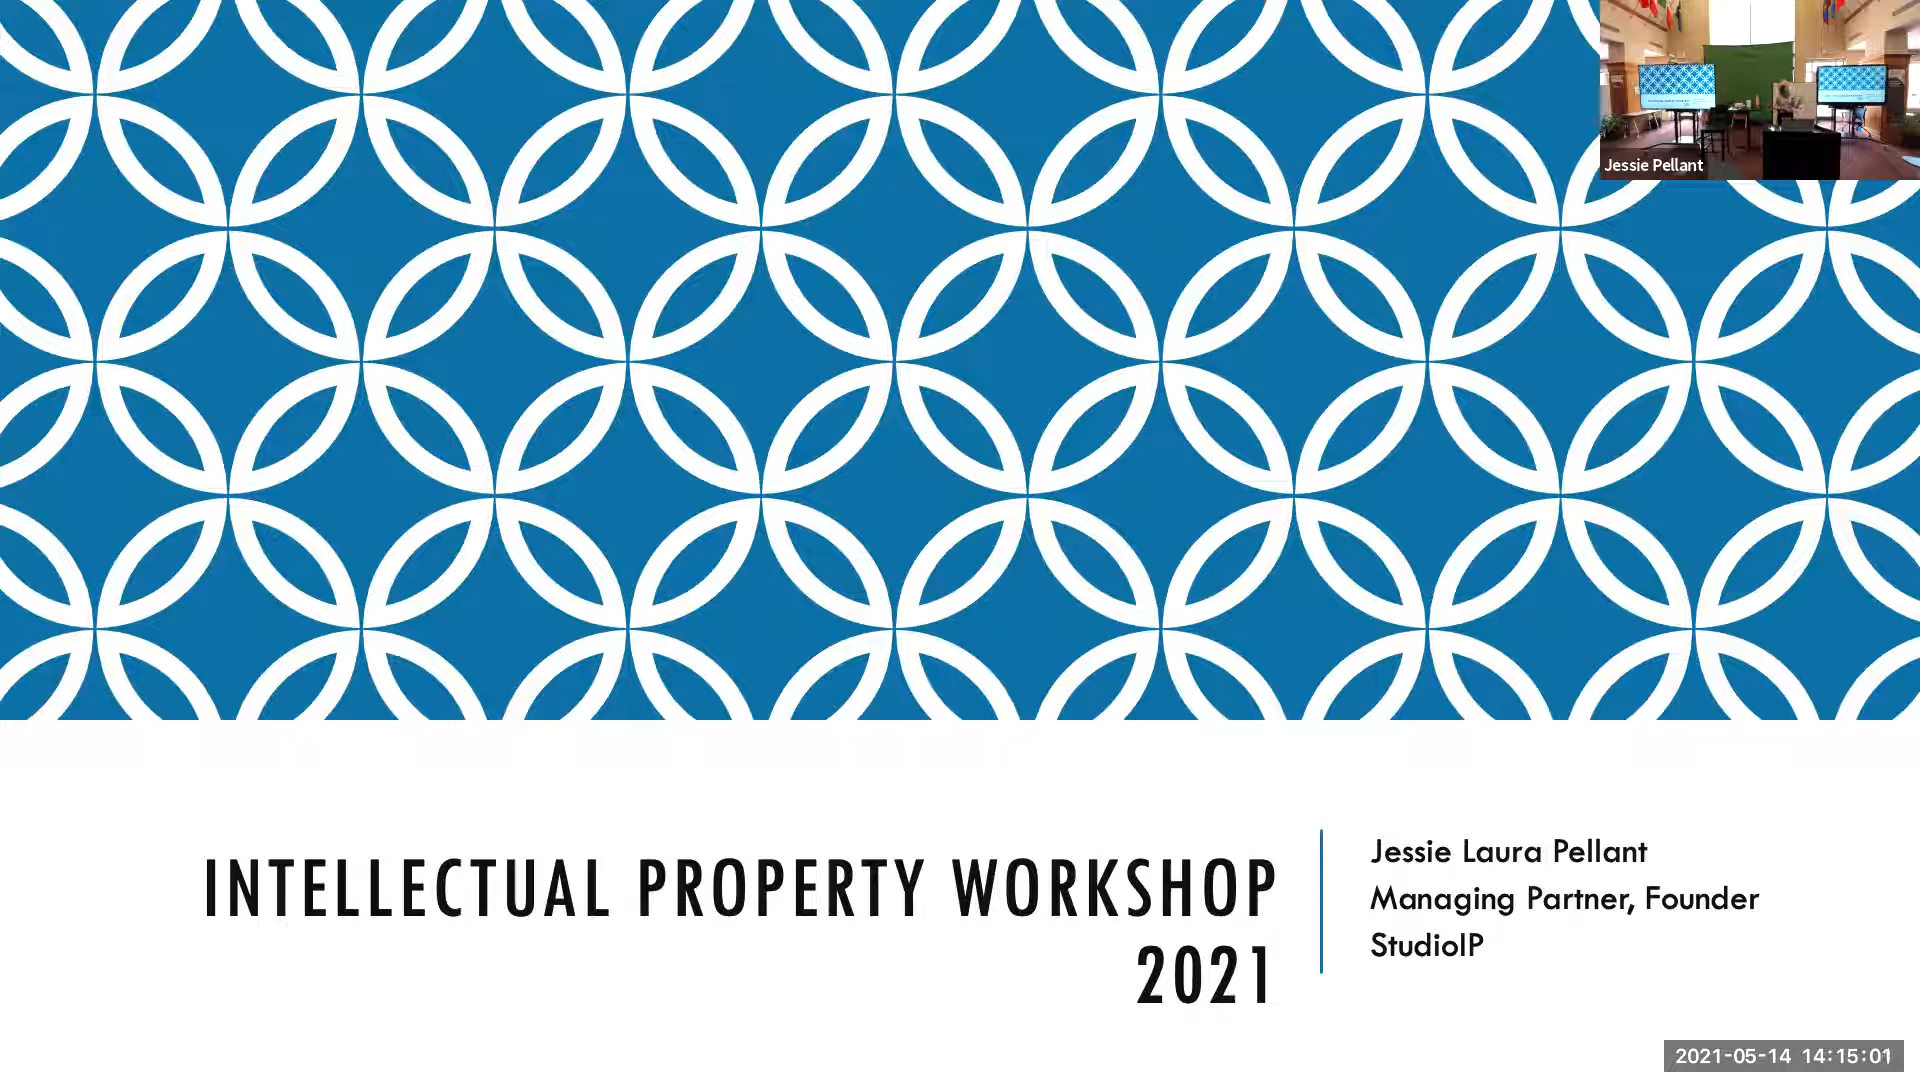 Jessie Pellant
INTELLECTUAL PROPERTY WORKSHOP
2021
Jessie Laura Pellant
Managing Partner, Founder
StudioIP
2021-05-14 14:15:01